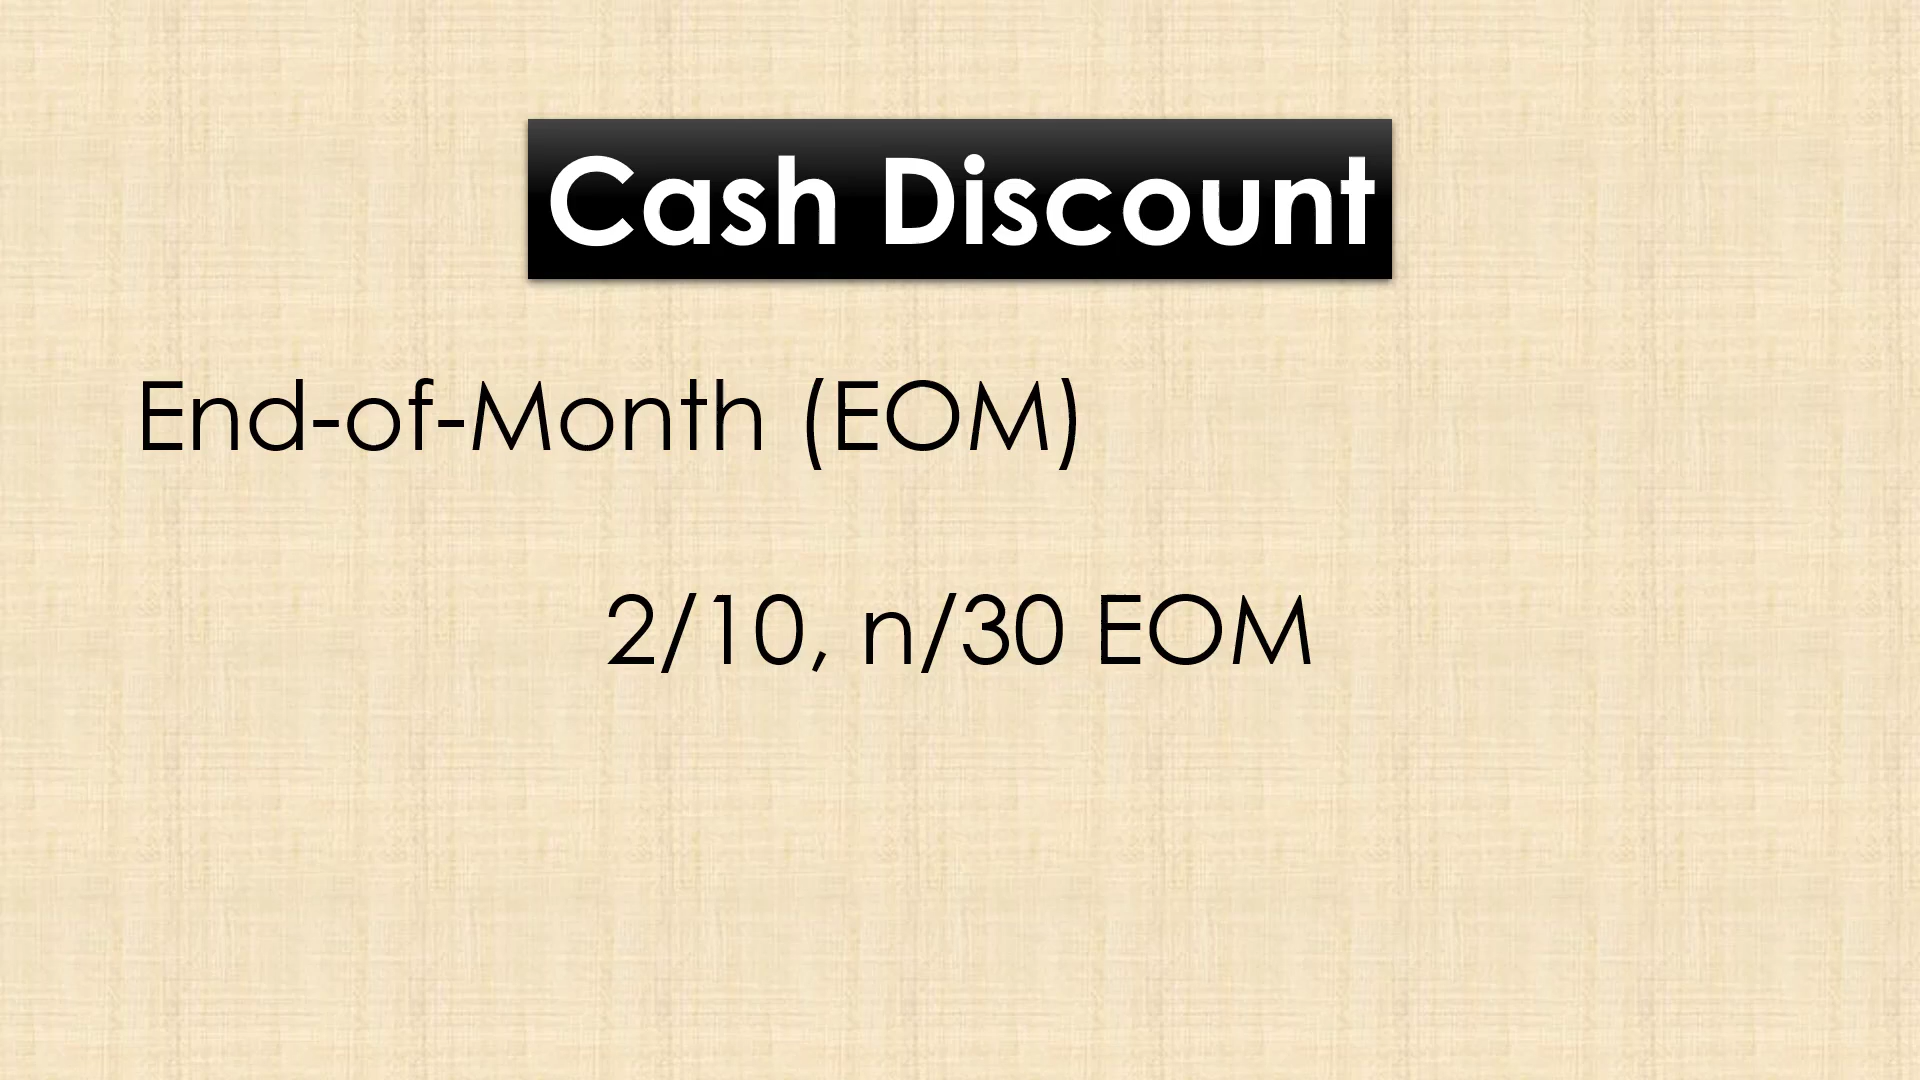 Cash Discount
End-of-Month (EOM)
2/10, n/30 EOM